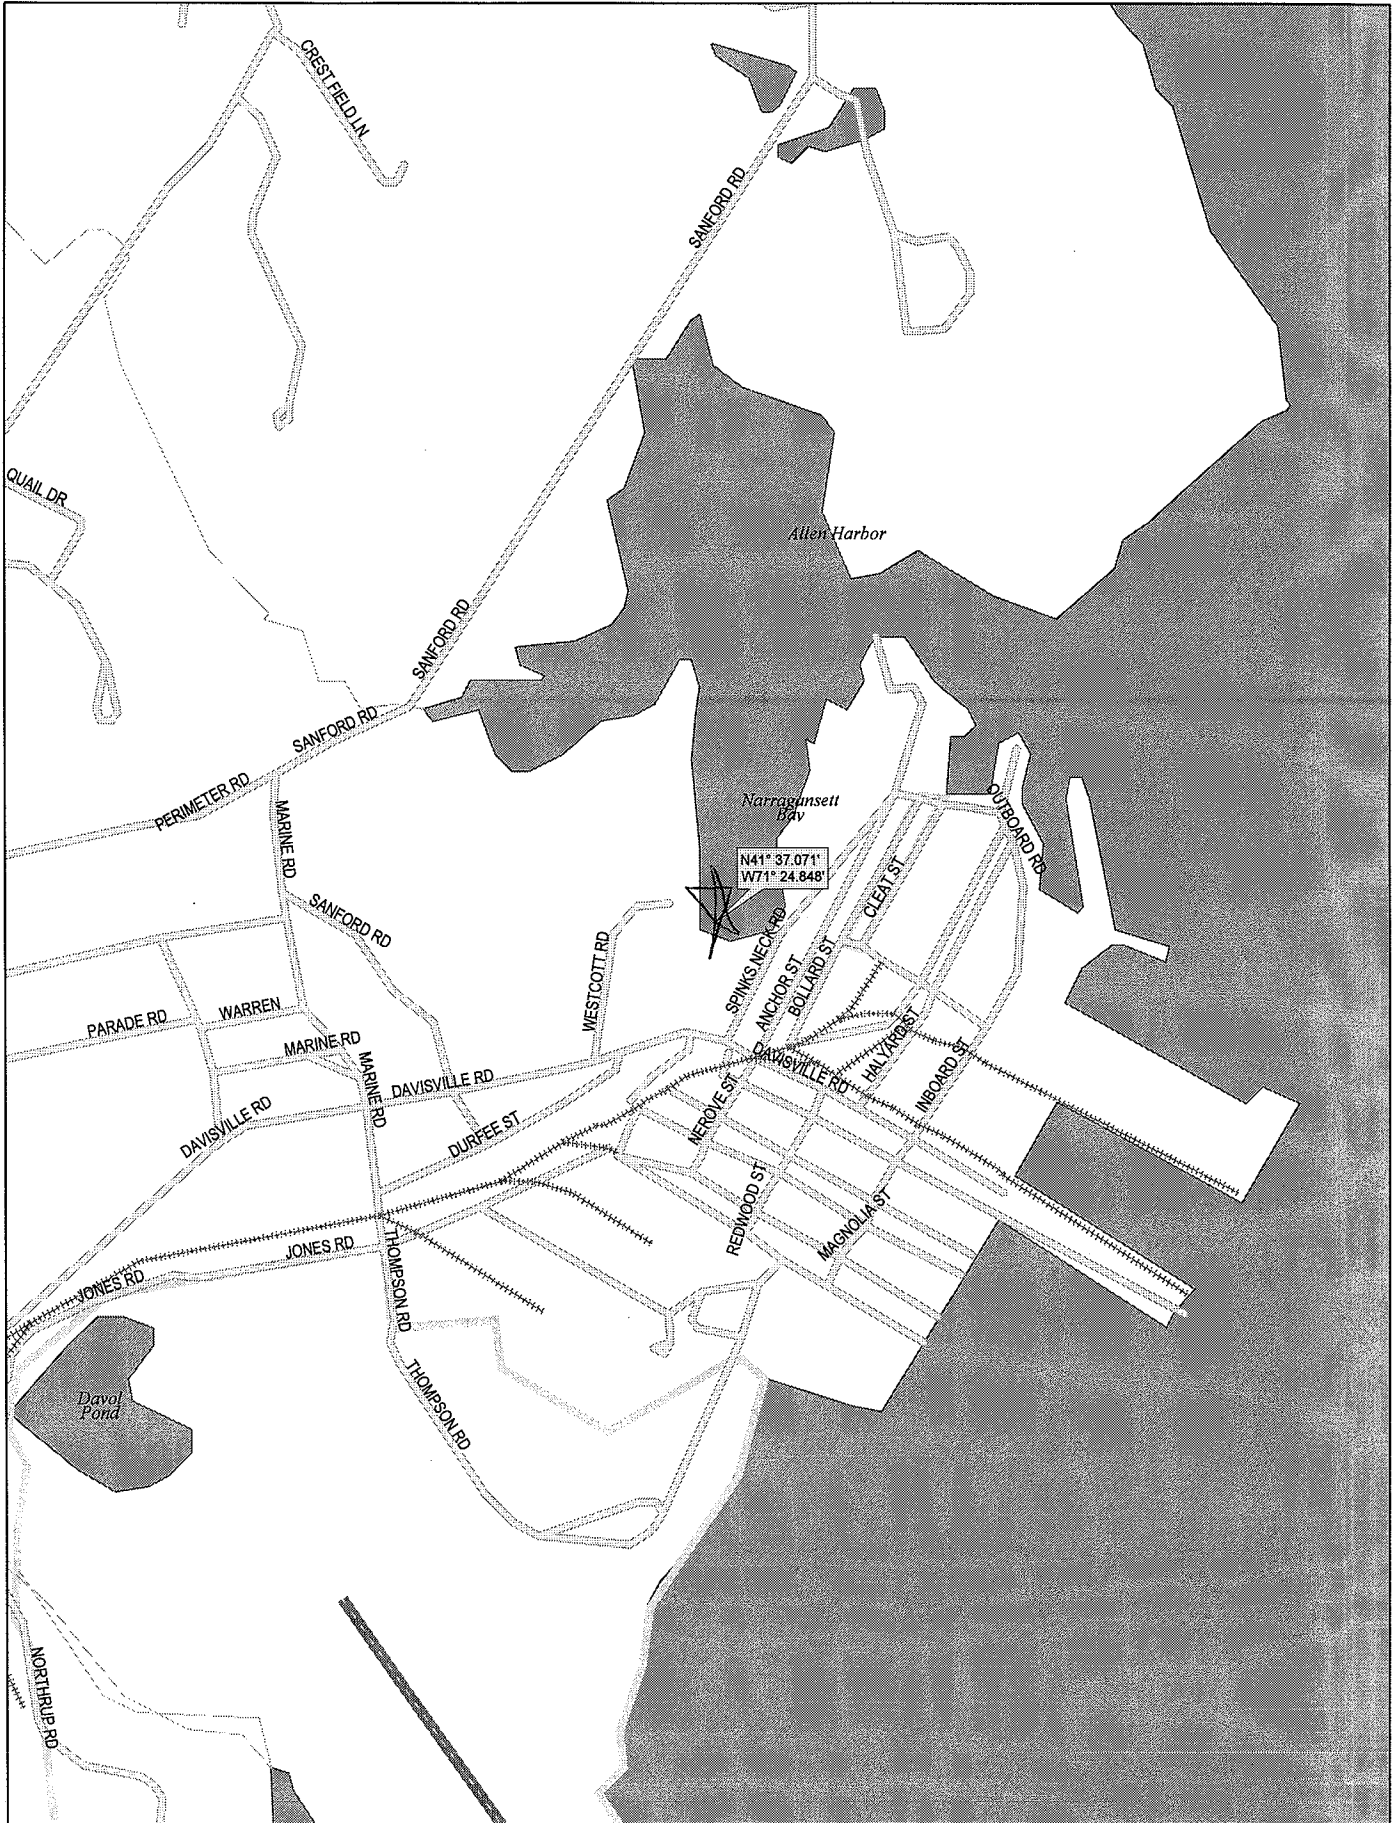 CREST FIELD LN
SANFORD RD
QUAIL DR
Allen Harbor
SANFORD RD
SANFORD RD
PERIMETER RD
MARINE RD
Narragansett
Bay
OUTBOARD RD
N41° 37.071'
W71° 24.848'
CLEAT ST
SANFORD RD
SPINKS NECK RD
WESTCOTT RD
ANCHOR ST
BOLLARD ST
PARADE RD
WARREN
MARINE RD
MARINE RD
DAVISVILLE RD
HALYARD ST
INBOARD ST
DAVISVILLE RD
DAVISVILLE RD
DURFEE ST
NEROVE ST
REDWOOD ST
MAGNOLIA ST
JONES RD
THOMPSON RD
JONES RD
Davol
Pond
THOMPSON RD
NORTHRUP RD